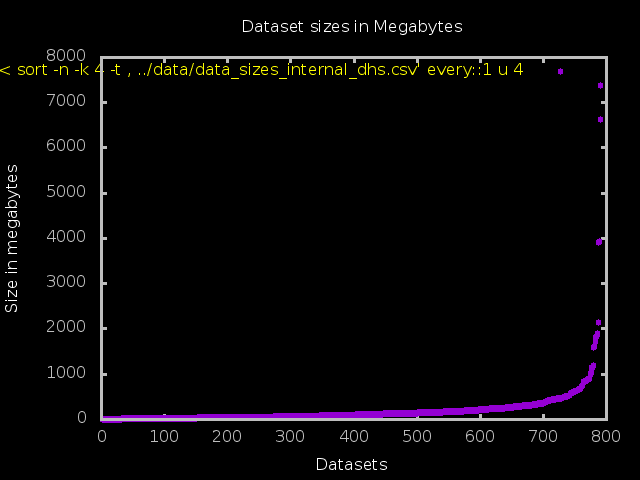 Dataset sizes in Megabytes
< sort -n -k 4 -t , ../data/data_sizes_internal_dhs.csv' every::1 u 4
8000
7000
6000
5000
4000
3000
2000
1000
0
Size in megabytes
0 100 200 300 400 500 600 700 800
Datasets